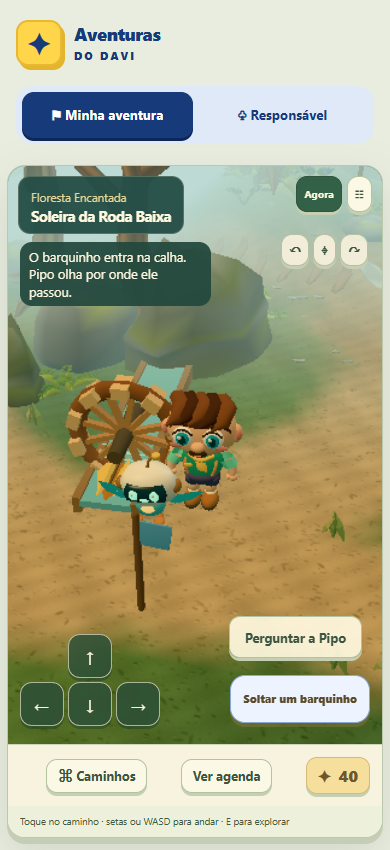 Aventuras
DO DAVI
Minha aventura
Responsável
Floresta Encantada
Soleira da Roda Baixa
Agora
O barquinho entra na calha.
Pipo olha por onde ele
passou.
Perguntar a Pipo
Soltar um barquinho
↑
← ↓ →
⌘ Caminhos
Ver agenda
✦ 40
Toque no caminho · setas ou WASD para andar · E para explorar